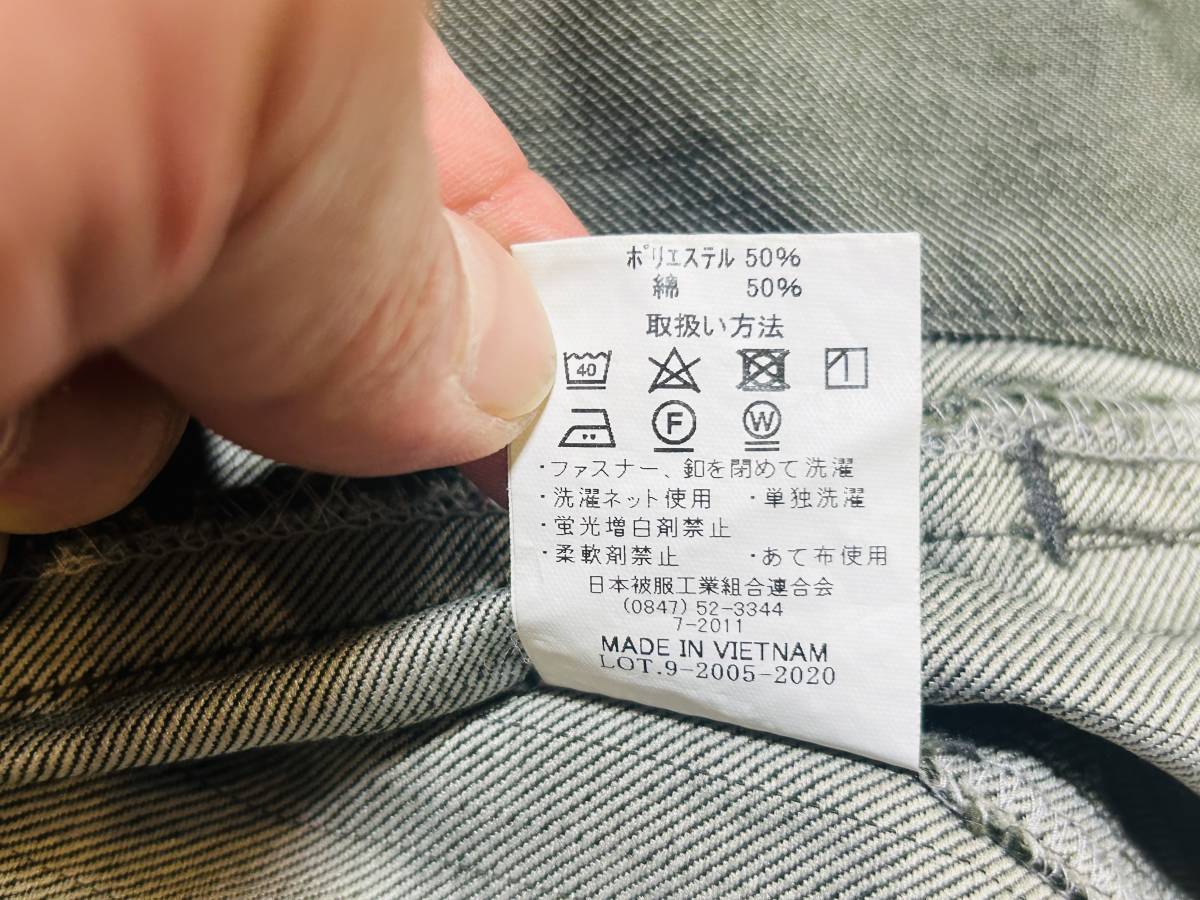 ポリエステル 50%
綿 50%
取扱い方法
40
F W
・ファスナー、釦を閉めて洗濯
・洗濯ネット使用 ・単独洗濯
・蛍光増白剤禁止
・柔軟剤禁止 ・あて布使用
日本被服工業組合連合会
(0847) 52-3344
7-2011
MADE IN VIETNAM
LOT.9-2005-2020